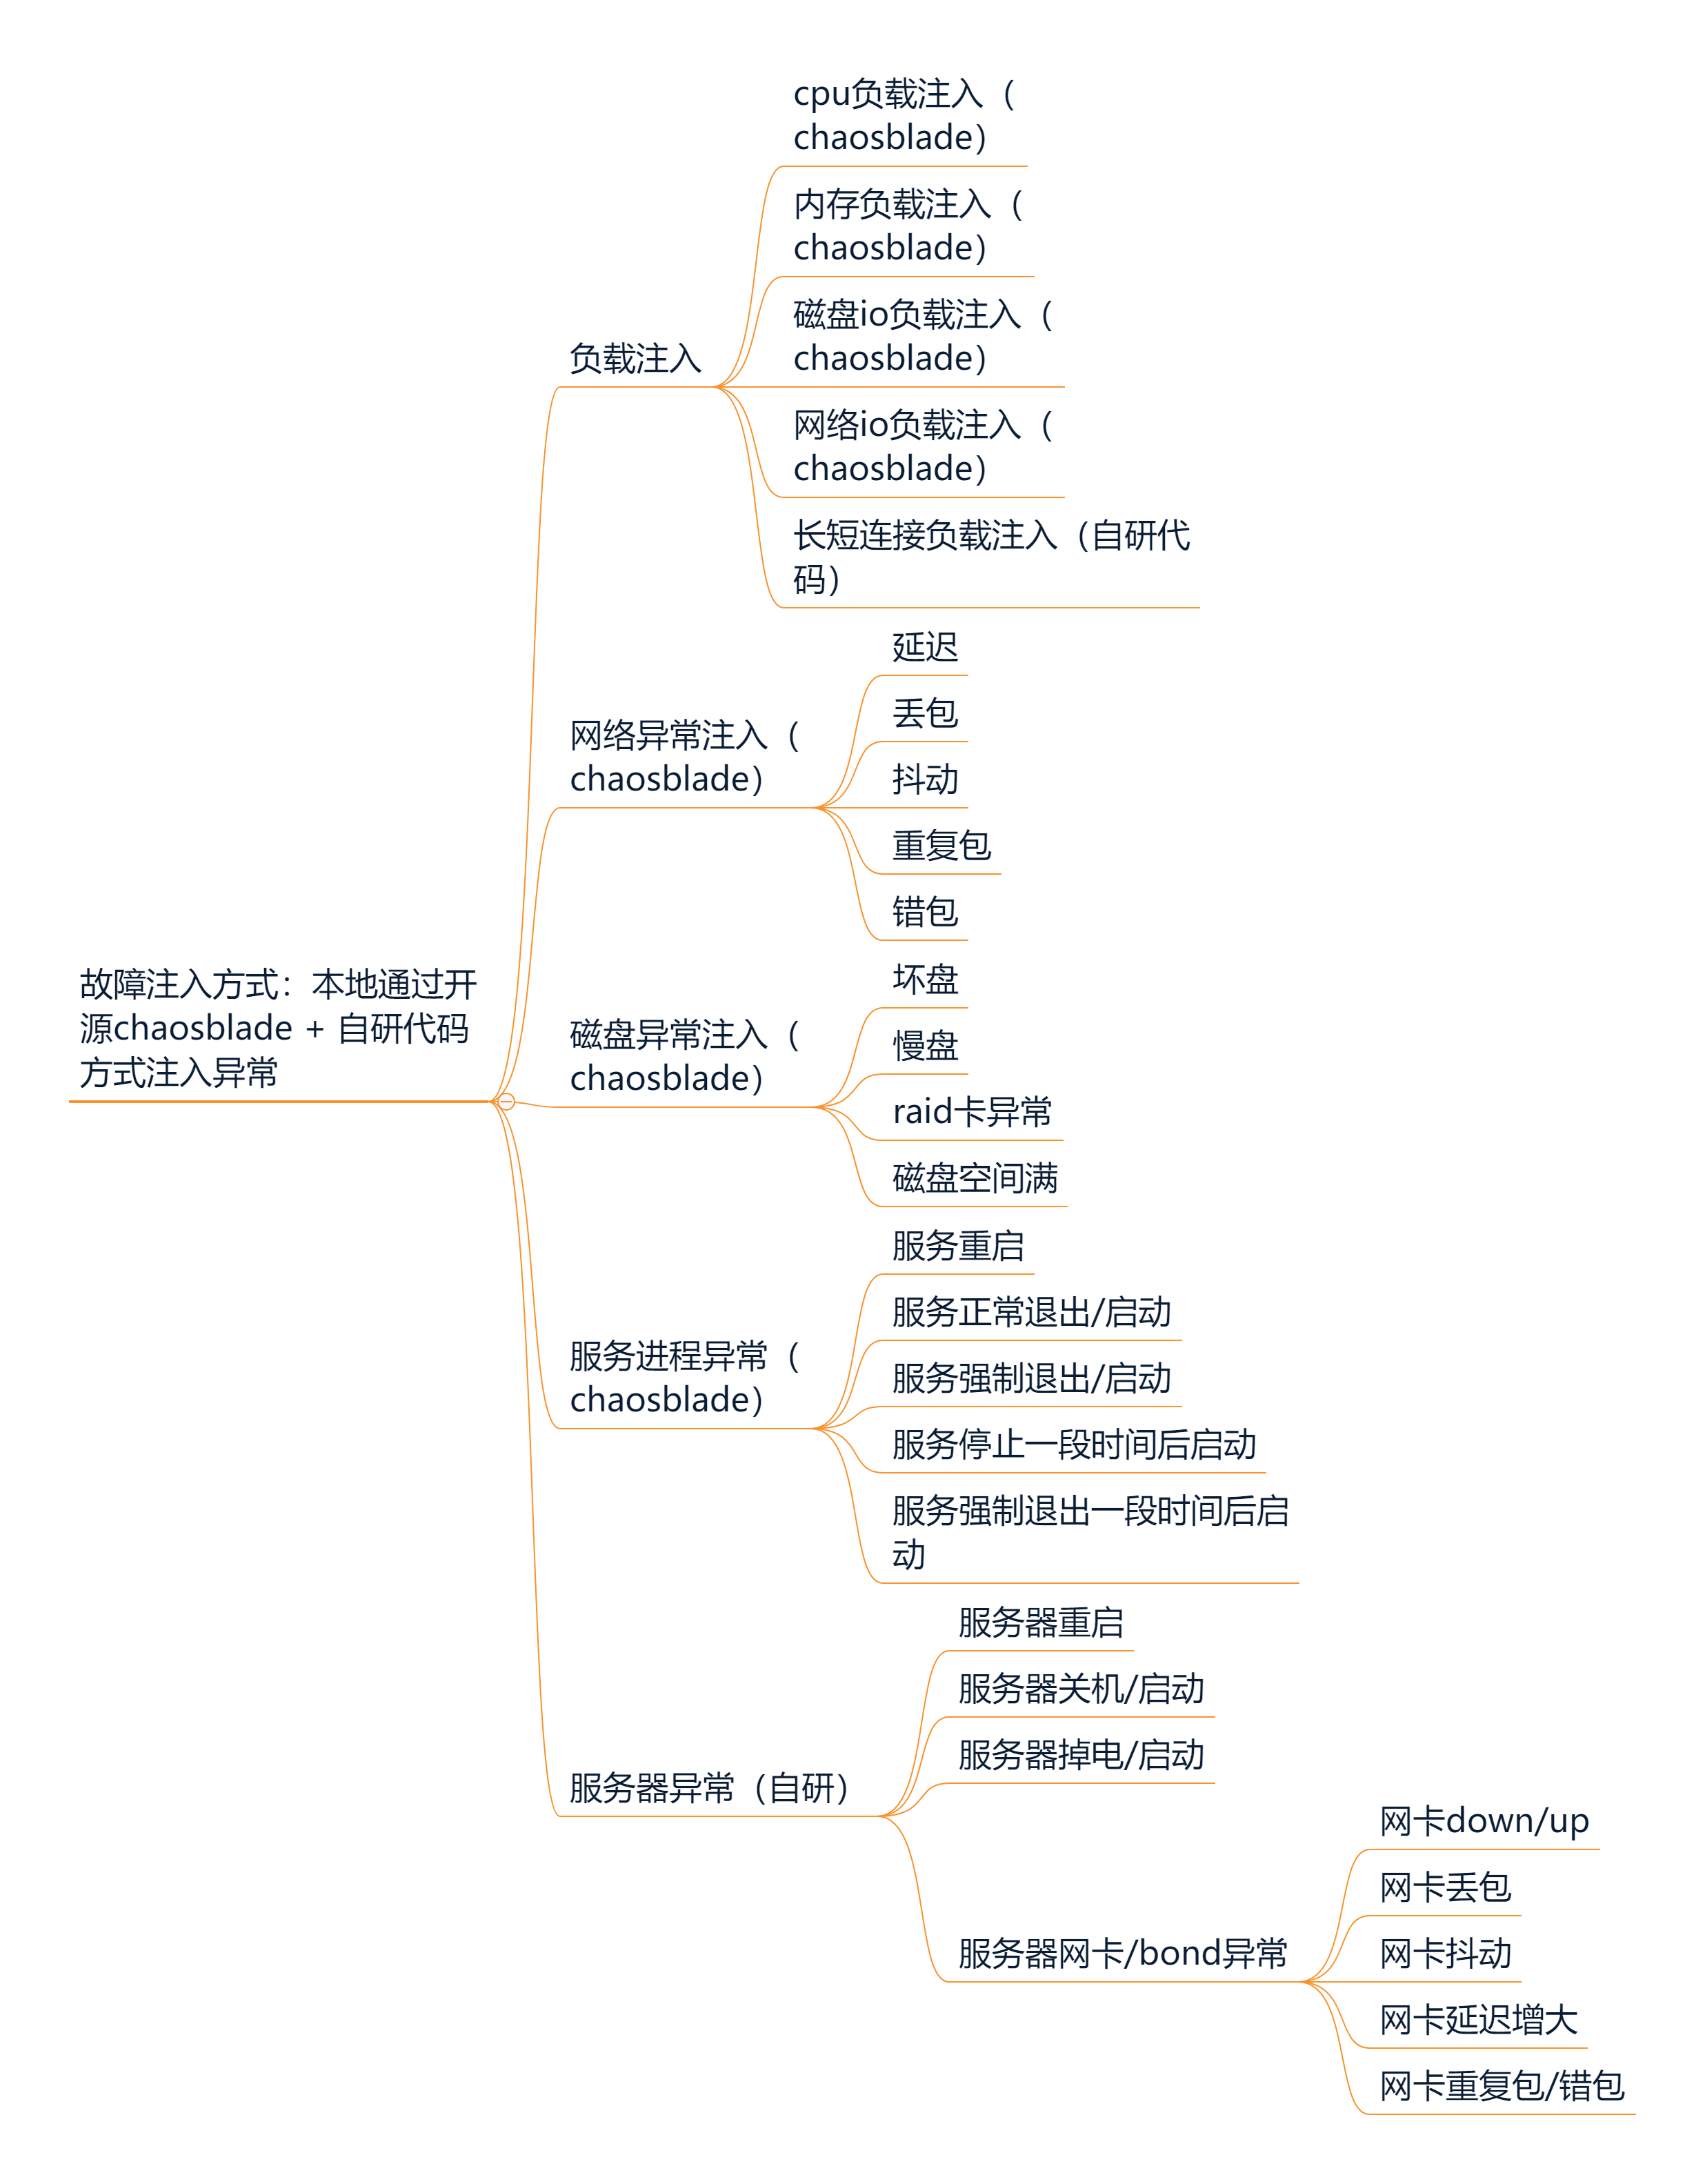 故障注入方式：本地通过开
源chaosblade + 自研代码
方式注入异常
负载注入
cpu负载注入（
chaosblade）
内存负载注入（
chaosblade）
磁盘io负载注入（
chaosblade）
网络io负载注入（
chaosblade）
长短连接负载注入（自研代
码）
网络异常注入（
chaosblade）
延迟
丢包
抖动
重复包
错包
磁盘异常注入（
chaosblade）
坏盘
慢盘
raid卡异常
磁盘空间满
服务进程异常（
chaosblade）
服务重启
服务正常退出/启动
服务强制退出/启动
服务停止一段时间后启动
服务强制退出一段时间后启
动
服务器异常（自研）
服务器重启
服务器关机/启动
服务器掉电/启动
服务器网卡/bond异常
网卡down/up
网卡丢包
网卡抖动
网卡延迟增大
网卡重复包/错包